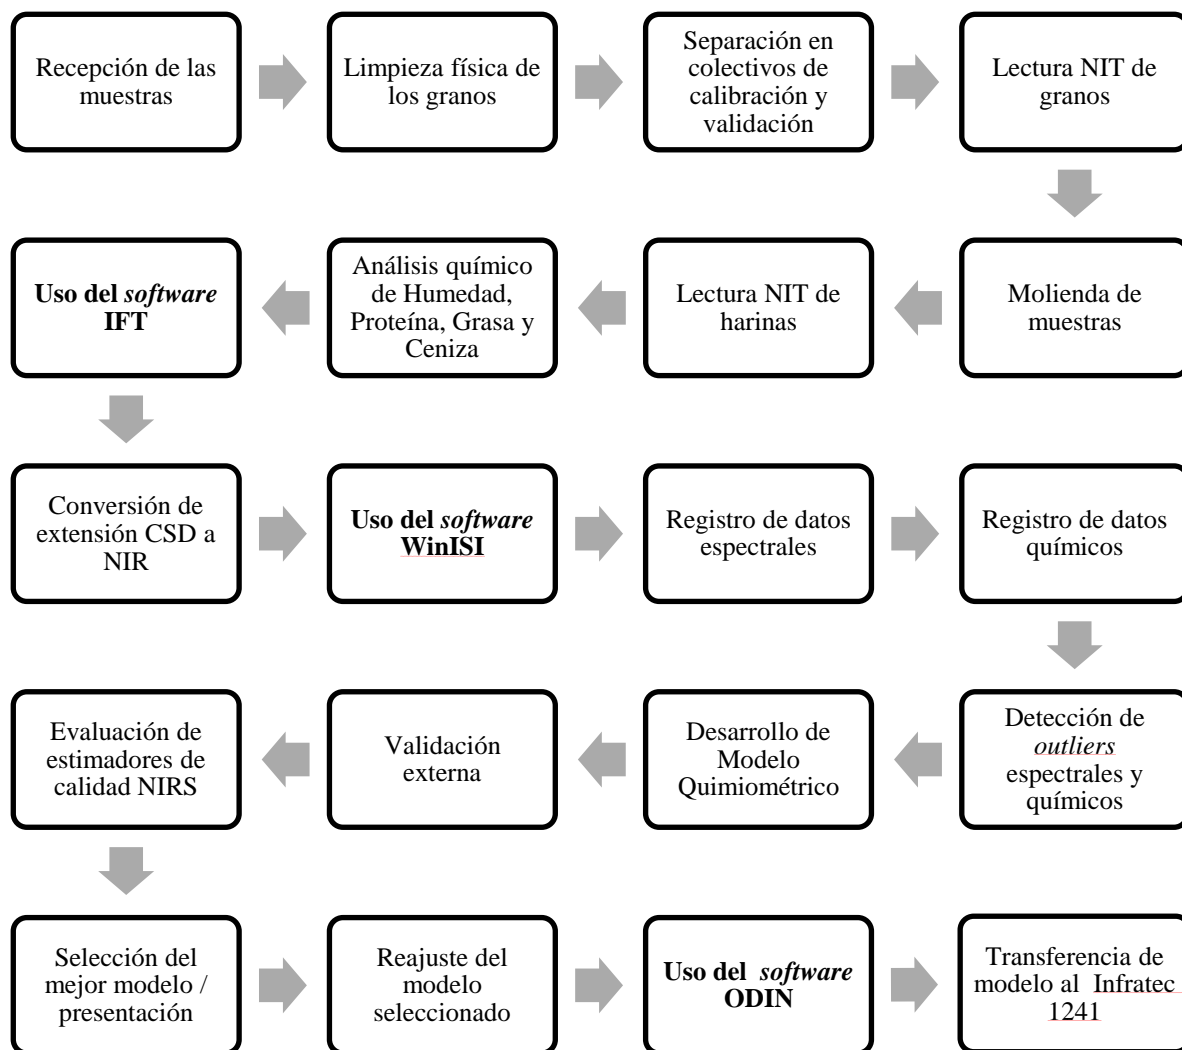 Recepción de las
muestras
Limpieza física de
los granos
Separación en
colectivos de
calibración y
validación
Lectura NIT de
granos
Molienda de
muestras
Lectura NIT de
harinas
Análisis químico
de Humedad,
Proteína, Grasa y
Ceniza
Uso del software
IFT
Conversión de
extensión CSD a
NIR
Uso del software
WinISI
Registro de datos
espectrales
Registro de datos
químicos
Detección de
outliers
espectrales y
químicos
Desarrollo de
Modelo
Quimiométrico
Validación
externa
Evaluación de
estimadores de
calidad NIRS
Selección del
mejor modelo /
presentación
Reajuste del
modelo
seleccionado
Uso del software
ODIN
Transferencia de
modelo al Infratec
1241